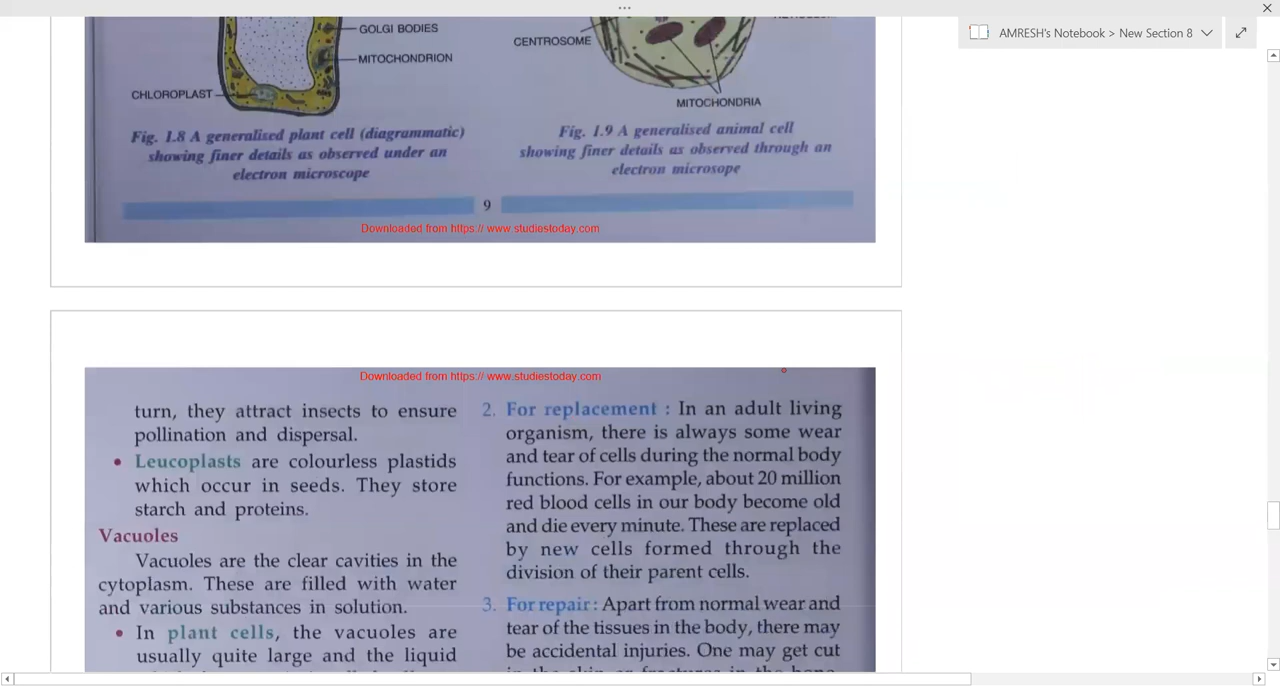 ...
AMRESH's Notebook > New Section 8
GOLGI BODIES
MITOCHONDRION
CHLOROPLAST
Fig. 1.8 A generalised plant cell (diagrammatic)
showing finer details as observed under an
electron microscope
CENTROSOME
MITOCHONDRIA
Fig. 1.9 A generalised animal cell
showing finer details as observed through an
electron microsope
9
Downloaded from https:// www.studiestoday.com
Downloaded from https:// www.studiestoday.com
turn, they attract insects to ensure
pollination and dispersal.
• Leucoplasts are colourless plastids
which occur in seeds. They store
starch and proteins.
Vacuoles
Vacuoles are the clear cavities in the
cytoplasm. These are filled with water
and various substances in solution.
• In plant cells, the vacuoles are
usually quite large and the liquid
2. For replacement : In an adult living
organism, there is always some wear
and tear of cells during the normal body
functions. For example, about 20 million
red blood cells in our body become old
and die every minute. These are replaced
by new cells formed through the
division of their parent cells.
3. For repair : Apart from normal wear and
tear of the tissues in the body, there may
be accidental injuries. One may get cut